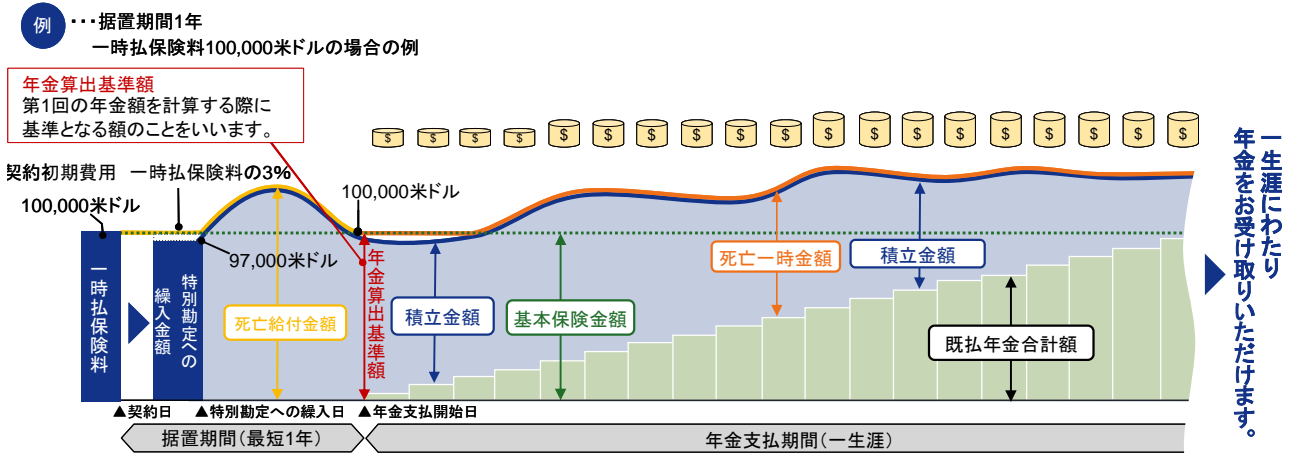 例 ・・・据置期間1年
一時払保険料100,000米ドルの場合の例
年金算出基準額
第1回の年金額を計算する際に
基準となる額のことをいいます。
$ $ $ $ $ $ $ $ $ $ $ $ $ $ $ $ $ $ $
契約初期費用 一時払保険料の3%
100,000米ドル
100,000米ドル
97,000米ドル
一時払保険料
特別勘定への
繰入金額
死亡給付金額
年金算出基準額
積立金額
基本保険金額
死亡一時金額
積立金額
既払年金合計額
一生涯にわたり
年金をお受け取りいただけます。
▲契約日 ▲特別勘定への繰入日 ▲年金支払開始日
据置期間(最短1年) 年金支払期間(一生涯)